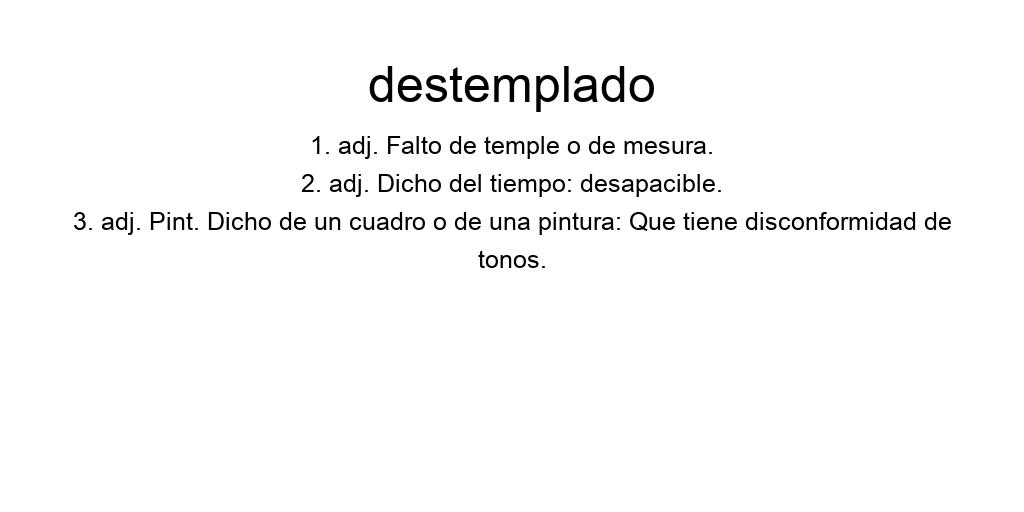 destemplado
1. adj. Falto de temple o de mesura.
2. adj. Dicho del tiempo: desapacible.
3. adj. Pint. Dicho de un cuadro o de una pintura: Que tiene disconformidad de
tonos.